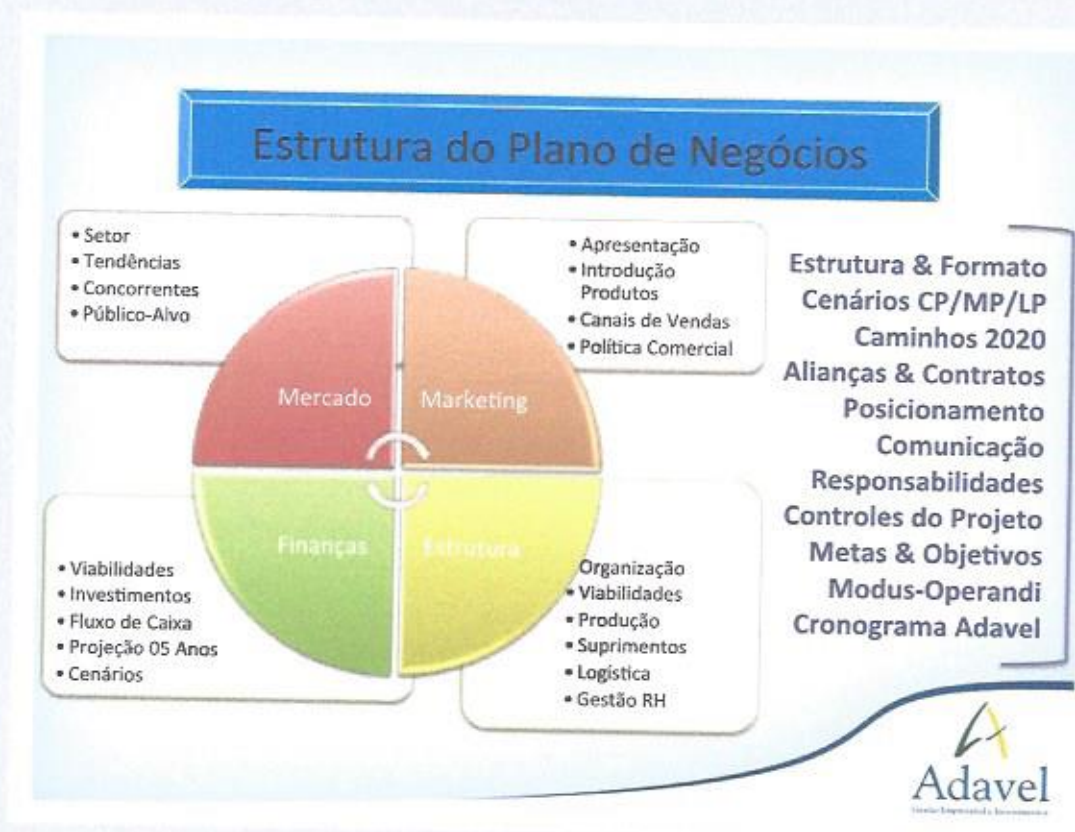 Estrutura do Plano de Negócios
• Setor
• Tendências
• Concorrentes
• Público-Alvo
• Apresentação
• Introdução
Produtos
• Canais de Vendas
• Política Comercial
Mercado
Marketing
Finanças
Estrutura
• Viabilidades
• Investimentos
• Fluxo de Caixa
• Projeção 05 Anos
• Cenários
Organização
• Viabilidades
• Produção
• Suprimentos
• Logística
• Gestão RH
Estrutura & Formato
Cenários CP/MP/LP
Caminhos 2020
Alianças & Contratos
Posicionamento
Comunicação
Responsabilidades
Controles do Projeto
Metas & Objetivos
Modus-Operandi
Cronograma Adavel
Adavel
Gestão Empresarial e Investimentos